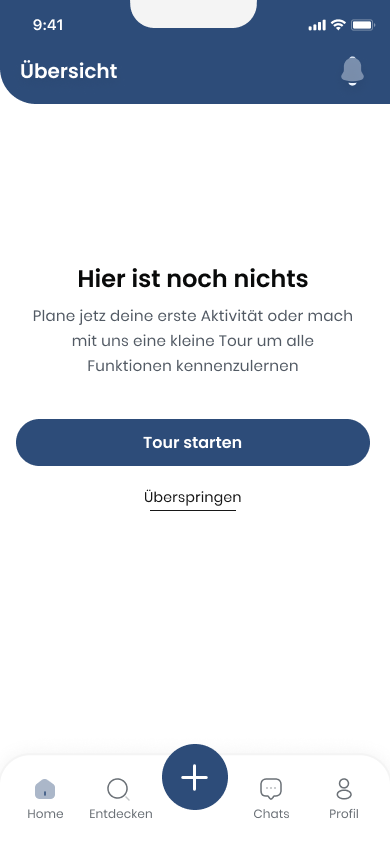 9:41
Übersicht
Hier ist noch nichts
Plane jetz deine erste Aktivität oder mach
mit uns eine kleine Tour um alle
Funktionen kennenzulernen
Tour starten
Überspringen
Home
Entdecken
Chats
Profil